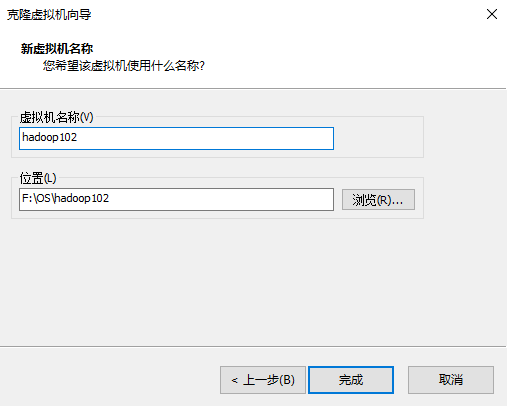 克隆虚拟机向导
新虚拟机名称
您希望该虚拟机使用什么名称?
虚拟机名称(V)
hadoop102
位置(L)
F:\OS\hadoop102
浏览(R)...
< 上一步(B)
完成
取消